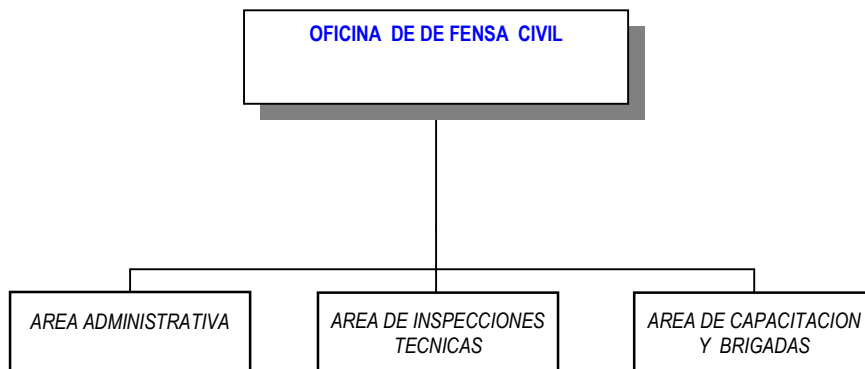 OFICINA DE DE FENSA CIVIL
AREA ADMINISTRATIVA
AREA DE INSPECCIONES
TECNICAS
AREA DE CAPACITACION
Y BRIGADAS